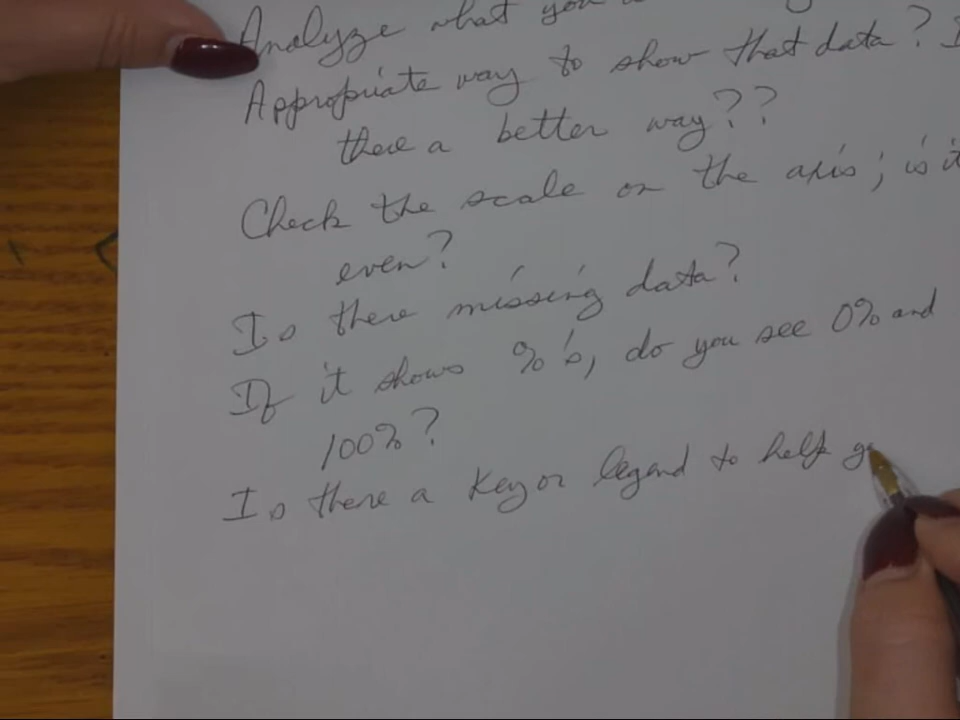 Analyze what you
Appropriate way to show that data?
there a better way??
Check the scale on the axis; is it
even?
Is there missing data?
If it shows %'s, do you see 0% and
100%?
Is there a key or legend to help